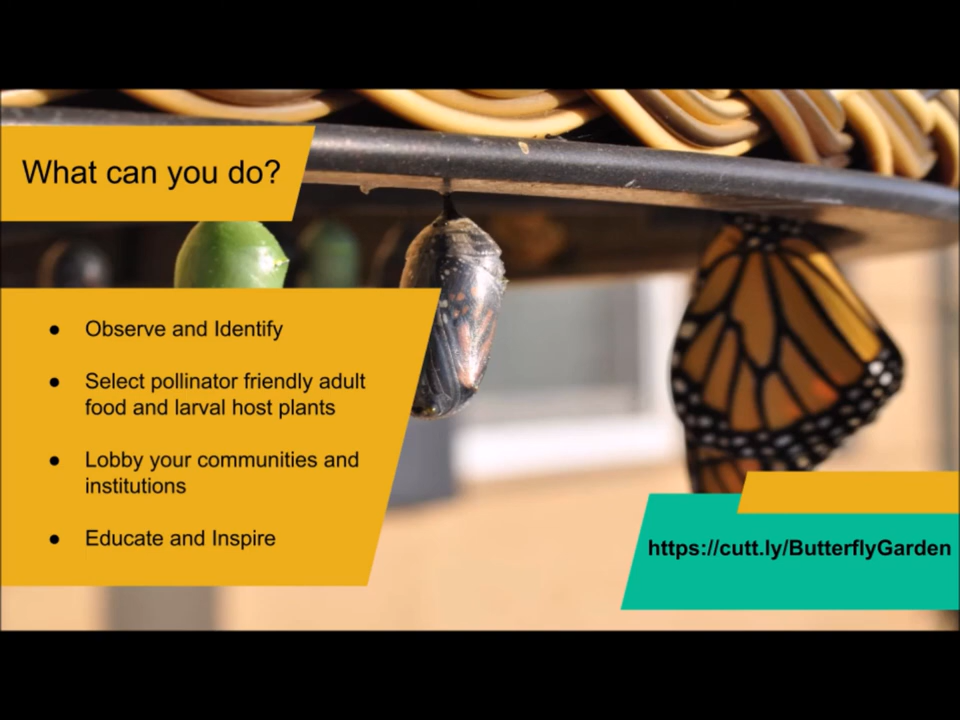 What can you do?
● Observe and Identify
● Select pollinator friendly adult
food and larval host plants
● Lobby your communities and
institutions
● Educate and Inspire
https://cutt.ly/ButterflyGarden